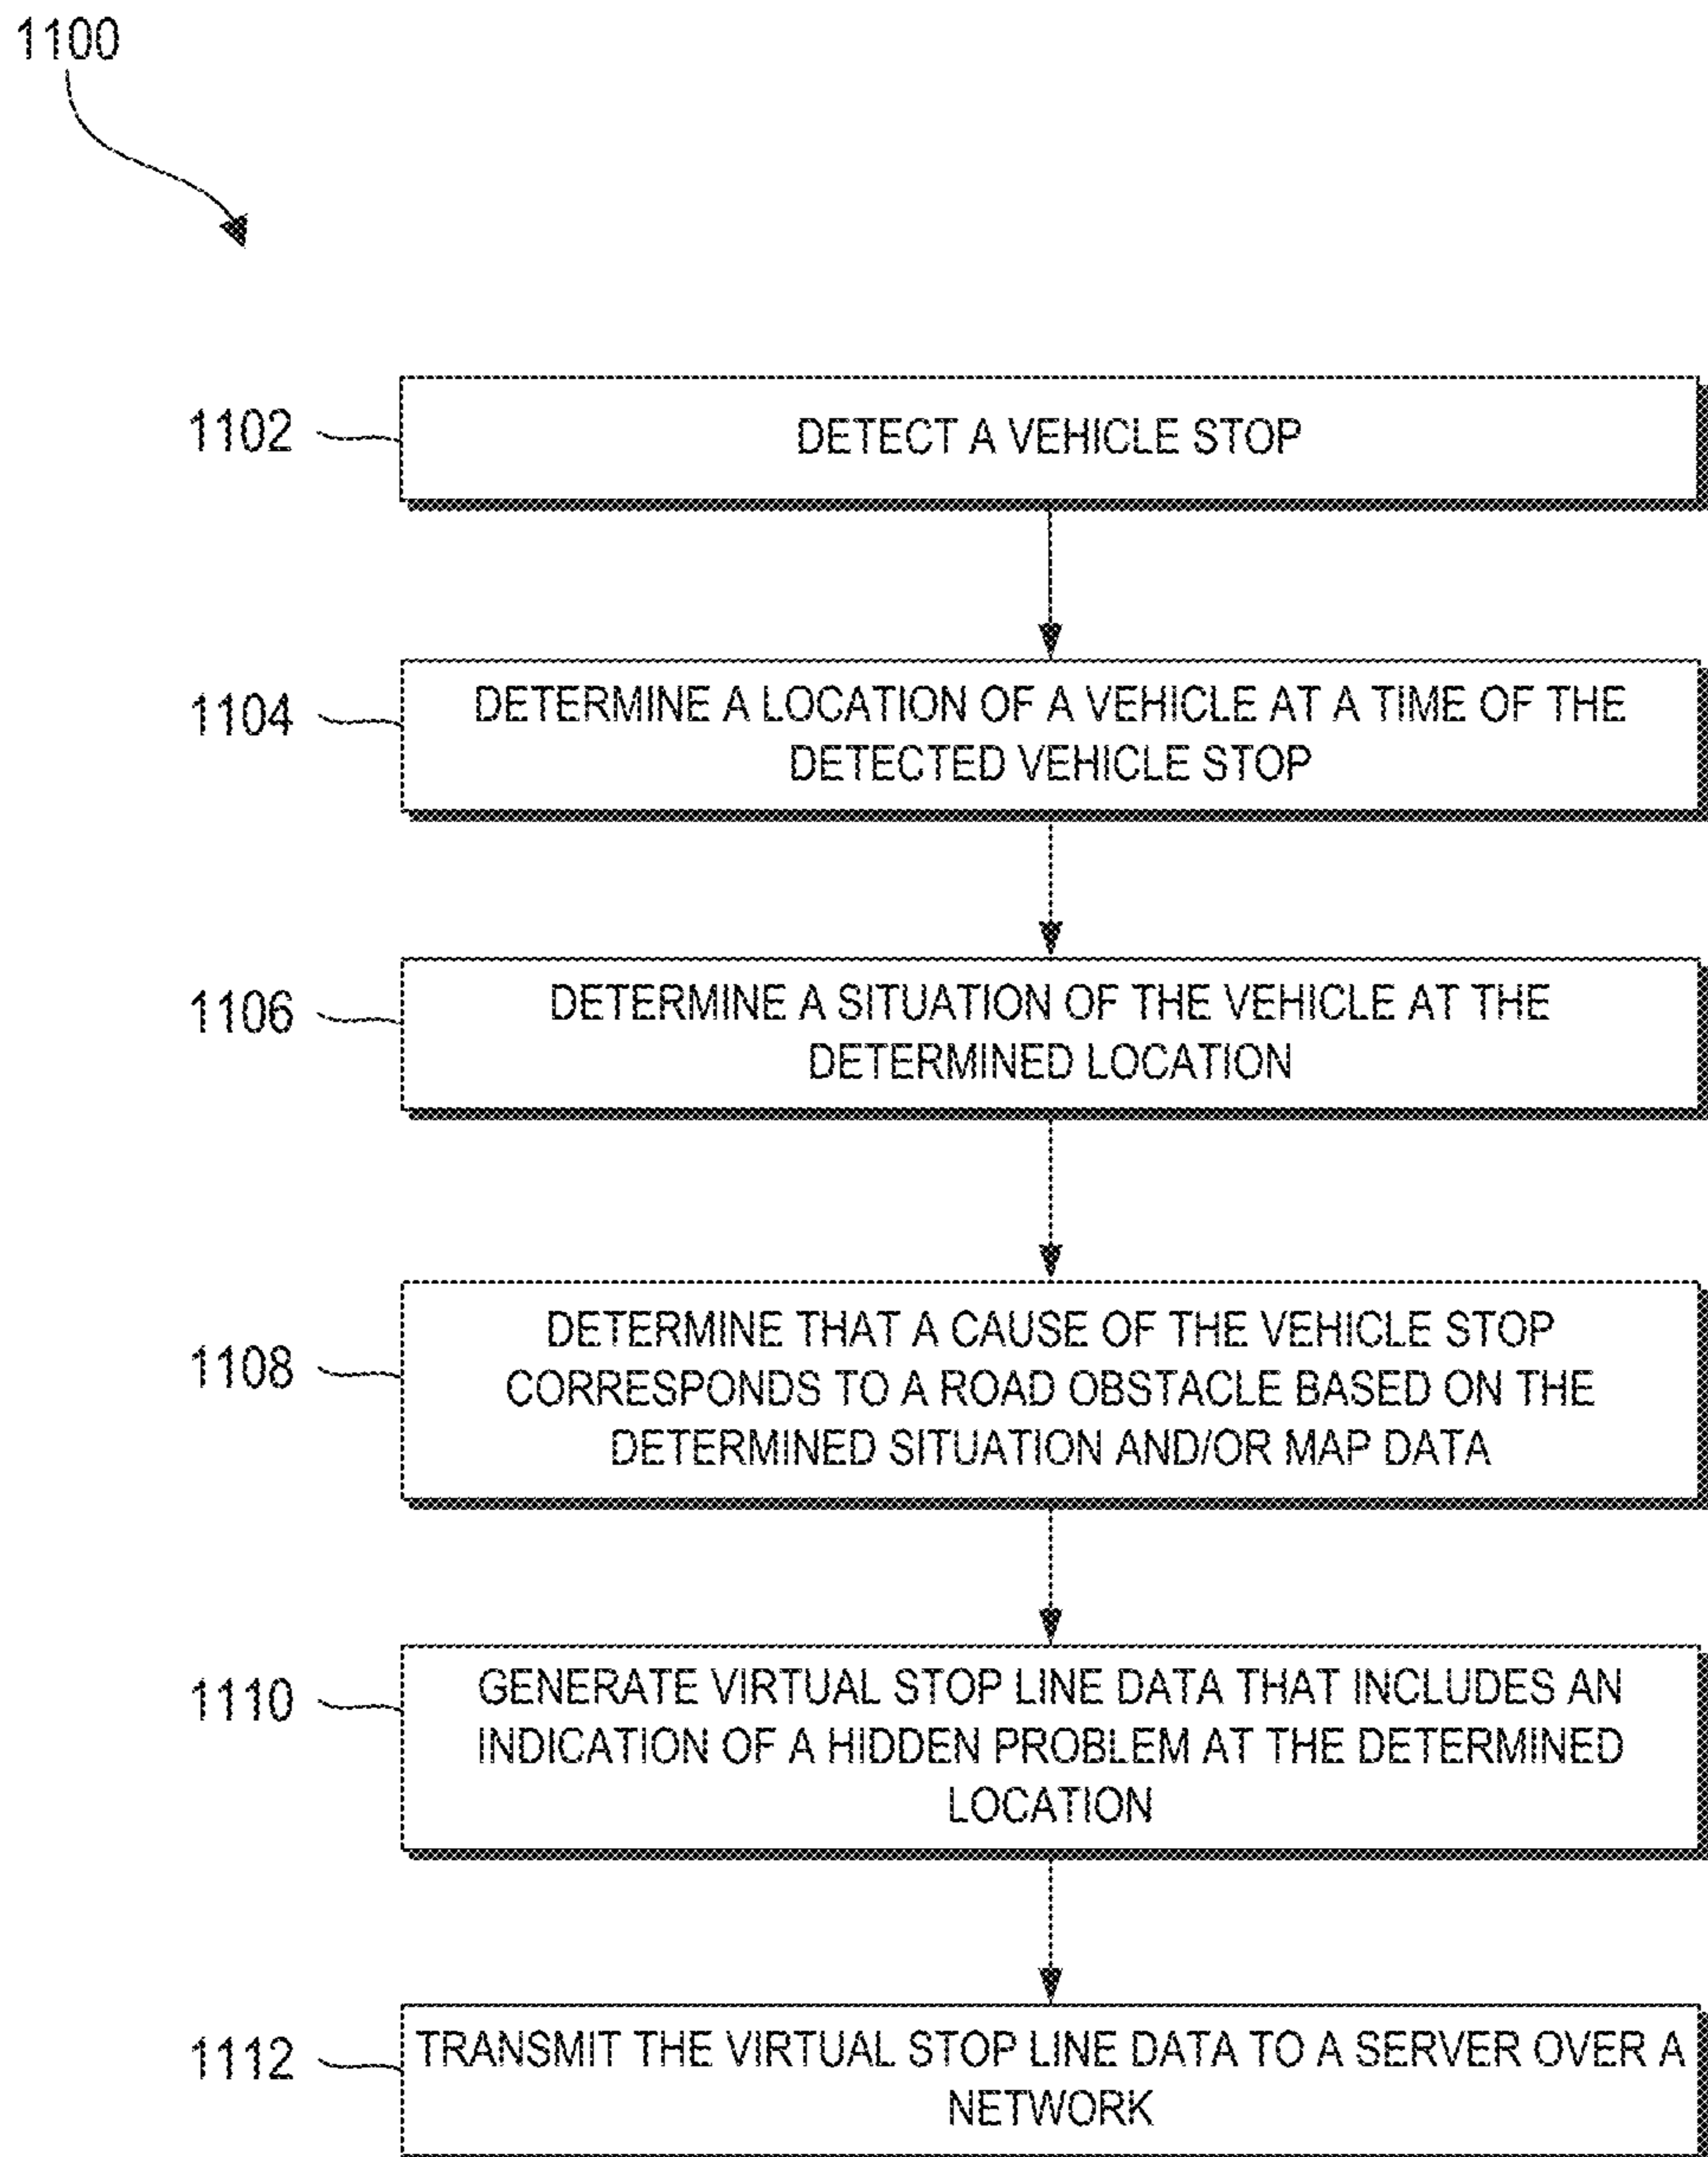 1100
1102
DETECT A VEHICLE STOP
1104
DETERMINE A LOCATION OF A VEHICLE AT A TIME OF THE
DETECTED VEHICLE STOP
1106
DETERMINE A SITUATION OF THE VEHICLE AT THE
DETERMINED LOCATION
1108
DETERMINE THAT A CAUSE OF THE VEHICLE STOP
CORRESPONDS TO A ROAD OBSTACLE BASED ON THE
DETERMINED SITUATION AND/OR MAP DATA
1110
GENERATE VIRTUAL STOP LINE DATA THAT INCLUDES AN
INDICATION OF A HIDDEN PROBLEM AT THE DETERMINED
LOCATION
1112
TRANSMIT THE VIRTUAL STOP LINE DATA TO A SERVER OVER A
NETWORK